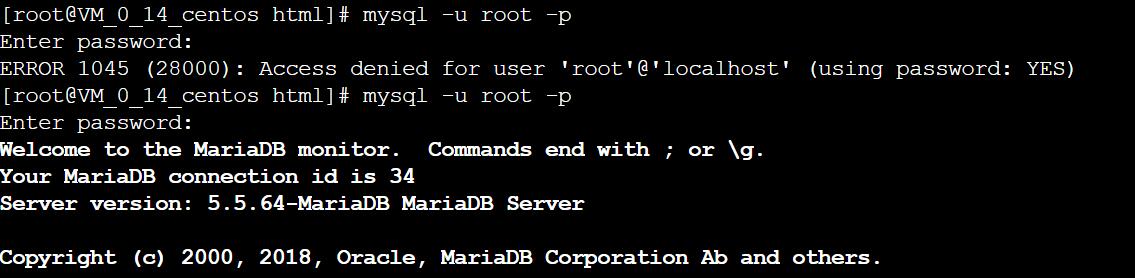 [root@VM_0_14_centos html]# mysql -u root -p
Enter password:
ERROR 1045 (28000): Access denied for user 'root'@'localhost' (using password: YES)
[root@VM_0_14_centos html]# mysql -u root -p
Enter password:
Welcome to the MariaDB monitor.  Commands end with ; or \g.
Your MariaDB connection id is 34
Server version: 5.5.64-MariaDB MariaDB Server

Copyright (c) 2000, 2018, Oracle, MariaDB Corporation Ab and others.